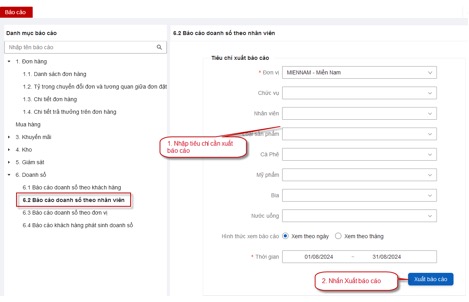 Báo cáo
Danh mục báo cáo
Nhập tên báo cáo
1. Đơn hàng
1.1. Danh sách đơn hàng
1.2. Tỷ trọng chuyển đổi đơn và tương quan giữa đơn đặt
1.3. Chi tiết đơn hàng
1.4. Chi tiết trả thưởng trên đơn hàng
Mua hàng
3. Khuyến mãi
4. Kho
5. Giám sát
6. Doanh số
6.1 Báo cáo doanh số theo khách hàng
6.2 Báo cáo doanh số theo nhân viên
6.3 Báo cáo doanh số theo đơn vị
6.4 Báo cáo khách hàng phát sinh doanh số
6.2 Báo cáo doanh số theo nhân viên
Tiêu chí xuất báo cáo
* Đơn vị MIENNAM - Miền Nam
Chức vụ
Nhân viên
sản phẩm
1. Nhập tiêu chí cần xuất
báo cáo
Cà Phê
Mỹ phẩm
Bia
Nước uống
Hình thức xem báo cáo Xem theo ngày Xem theo tháng
* Thời gian 01/08/2024 - 31/08/2024
2. Nhấn Xuất báo cáo
Xuất báo cáo